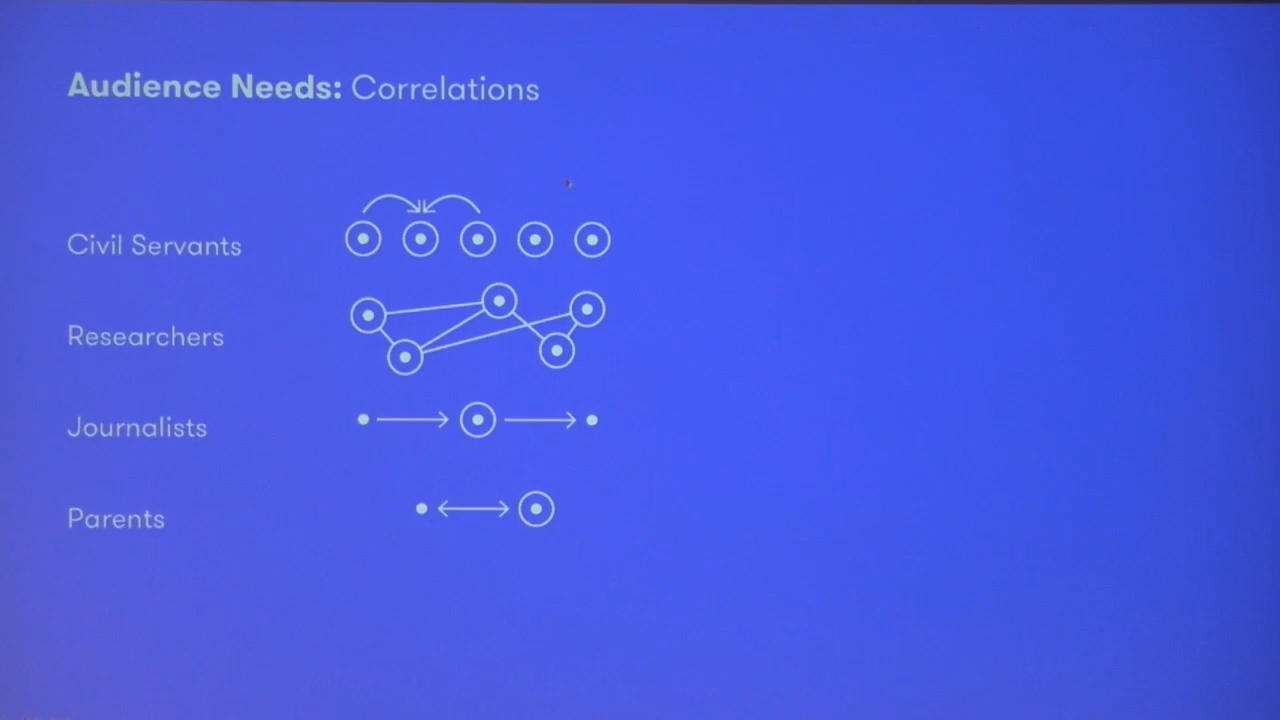 Audience Needs: Correlations
Civil Servants
Researchers
Journalists
Parents